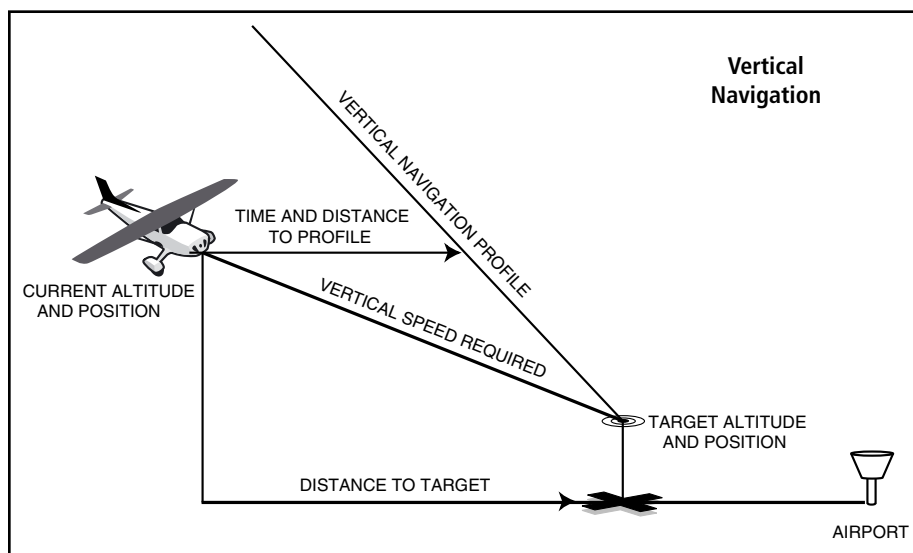 Vertical
Navigation
VERTICAL NAVIGATION PROFILE
TIME AND DISTANCE
TO PROFILE
CURRENT ALTITUDE
AND POSITION
VERTICAL SPEED REQUIRED
TARGET ALTITUDE
AND POSITION
DISTANCE TO TARGET
AIRPORT